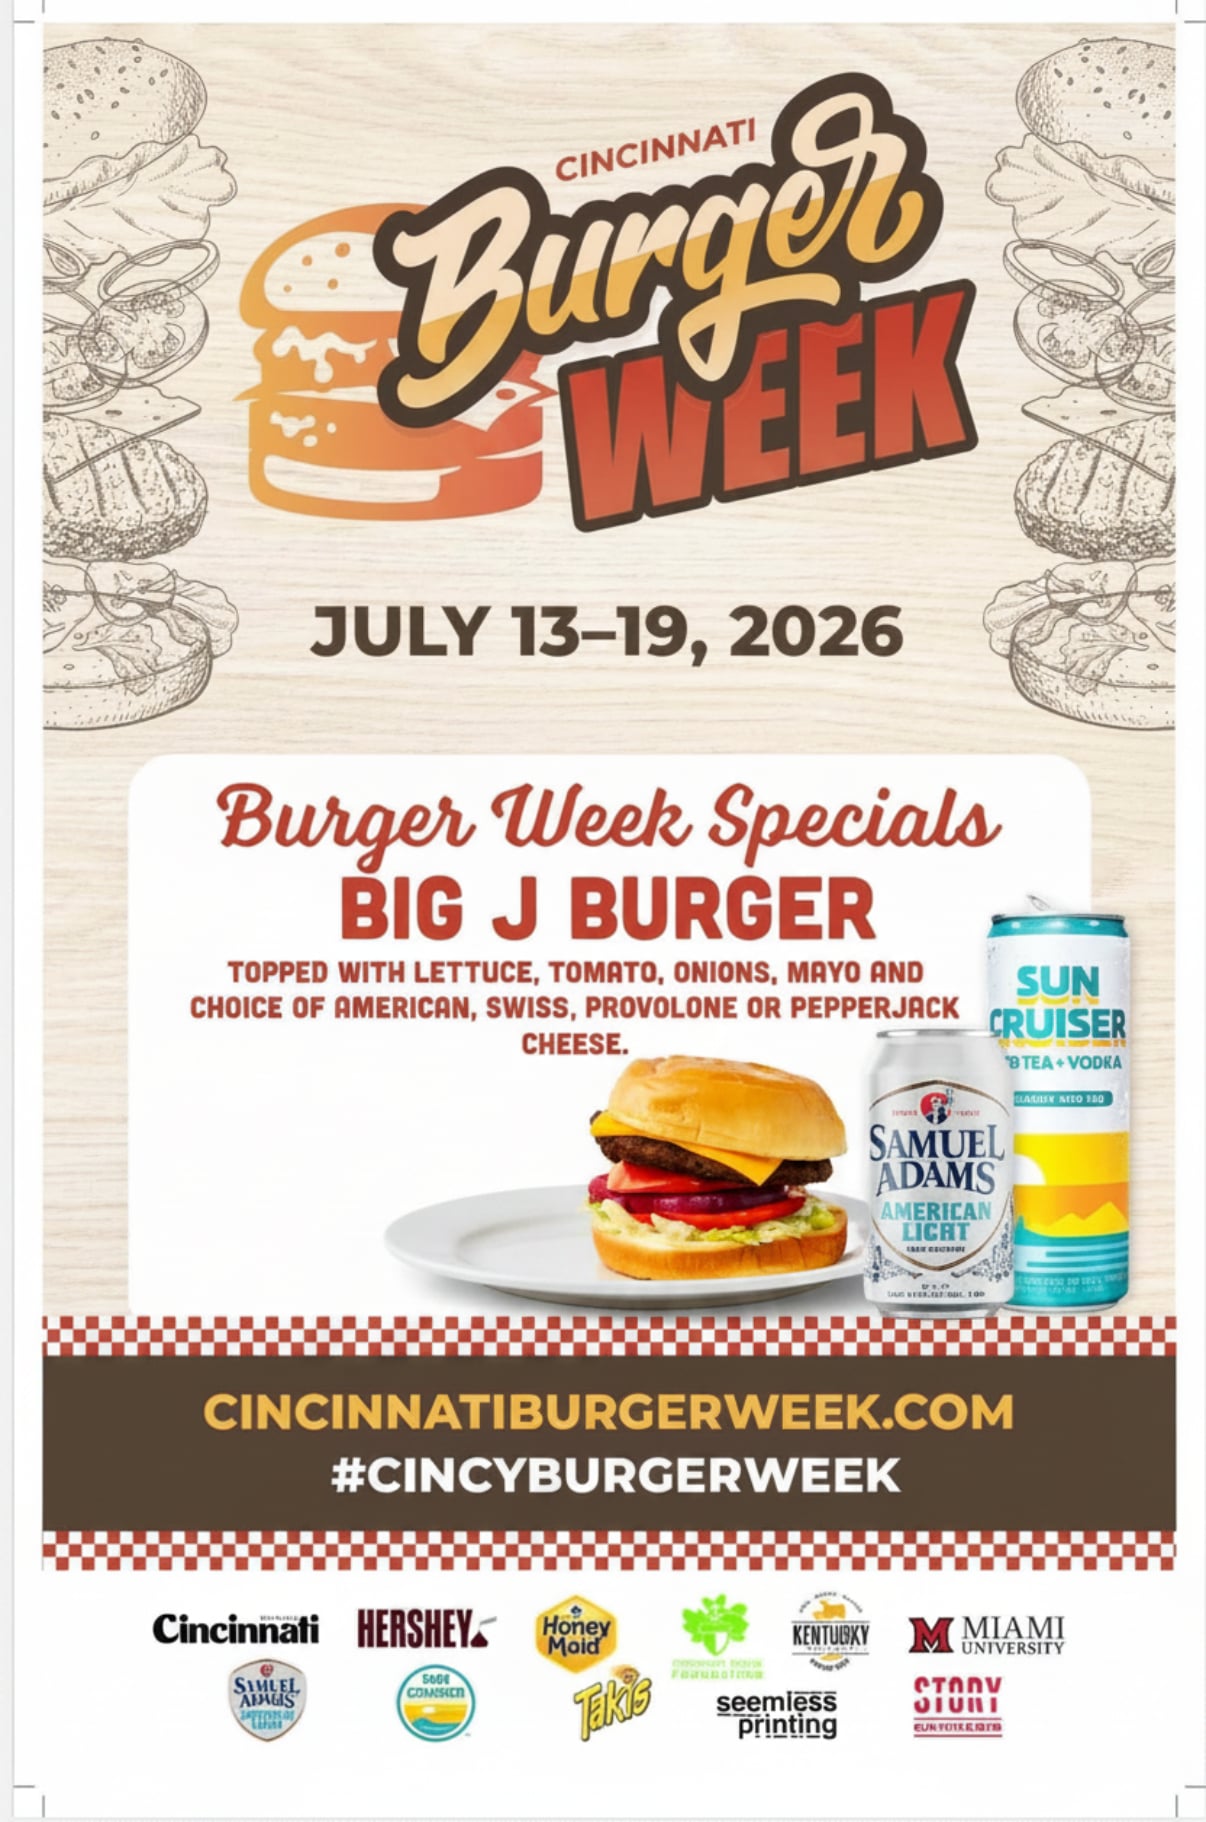 CINCINNATI
Burger
WEEK
JULY 13–19, 2026
Burger Week Specials
BIG J BURGER
TOPPED WITH LETTUCE, TOMATO, ONIONS, MAYO AND
CHOICE OF AMERICAN, SWISS, PROVOLONE OR PEPPERJACK
CHEESE.
SUN
CRUISER
TEA + VODKA
SAMUEL
ADAMS
AMERICAN
LIGHT
CINCINNATIBURGERWEEK.COM
#CINCYBURGERWEEK
Cincinnati
HERSHEY
Honey
Maid
KENTUCKY
MIAMI
UNIVERSITY
Takis
seemless
printing
STORY